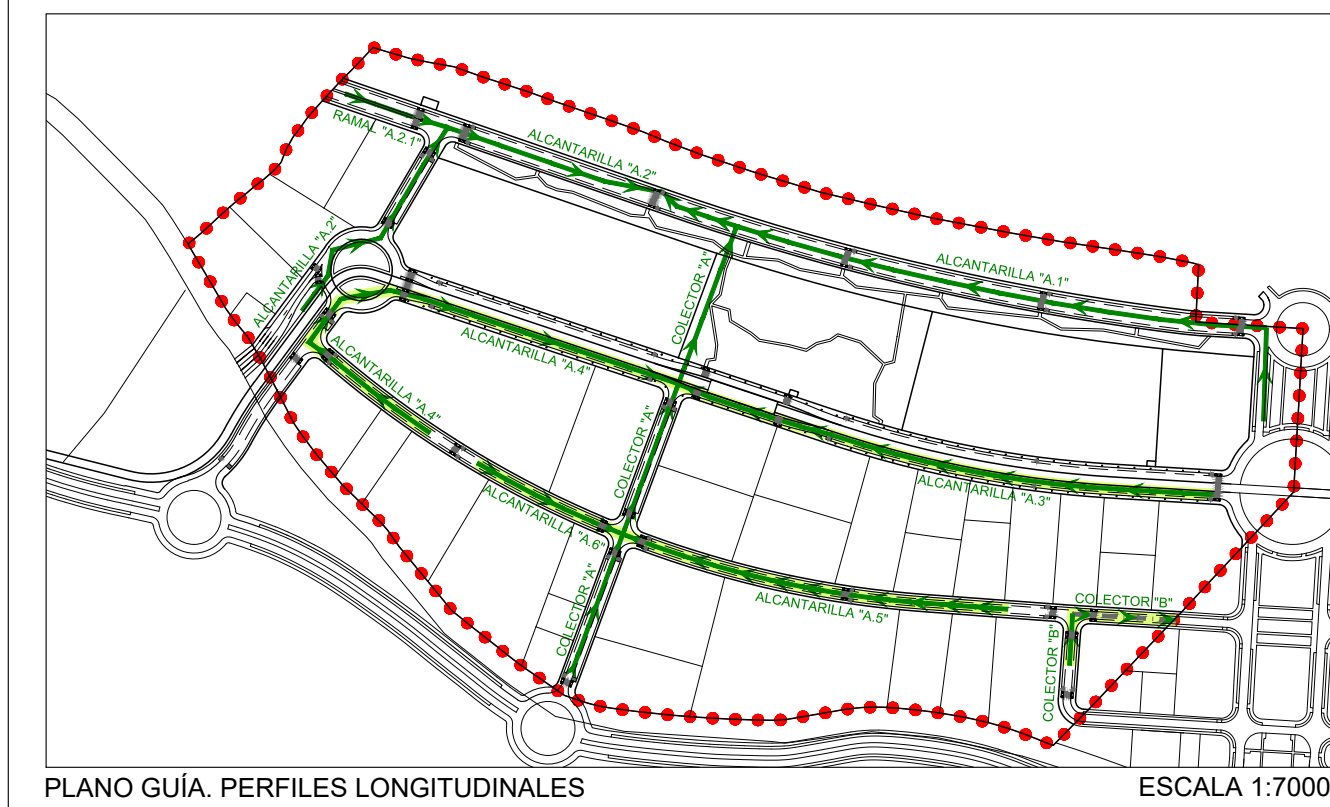 RAMAL "A.2.1"
ALCANTARILLA "A.2"
ALCANTARILLA "A.2"
COLECTOR "A"
ALCANTARILLA "A.1"
ALCANTARILLA "A.4"
ALCANTARILLA "A.4"
COLECTOR "A"
ALCANTARILLA "A.3"
ALCANTARILLA "A.6"
COLECTOR "A"
ALCANTARILLA "A.5"
COLECTOR "B"
COLECTOR "B"
PLANO GUÍA. PERFILES LONGITUDINALES
ESCALA 1:7000